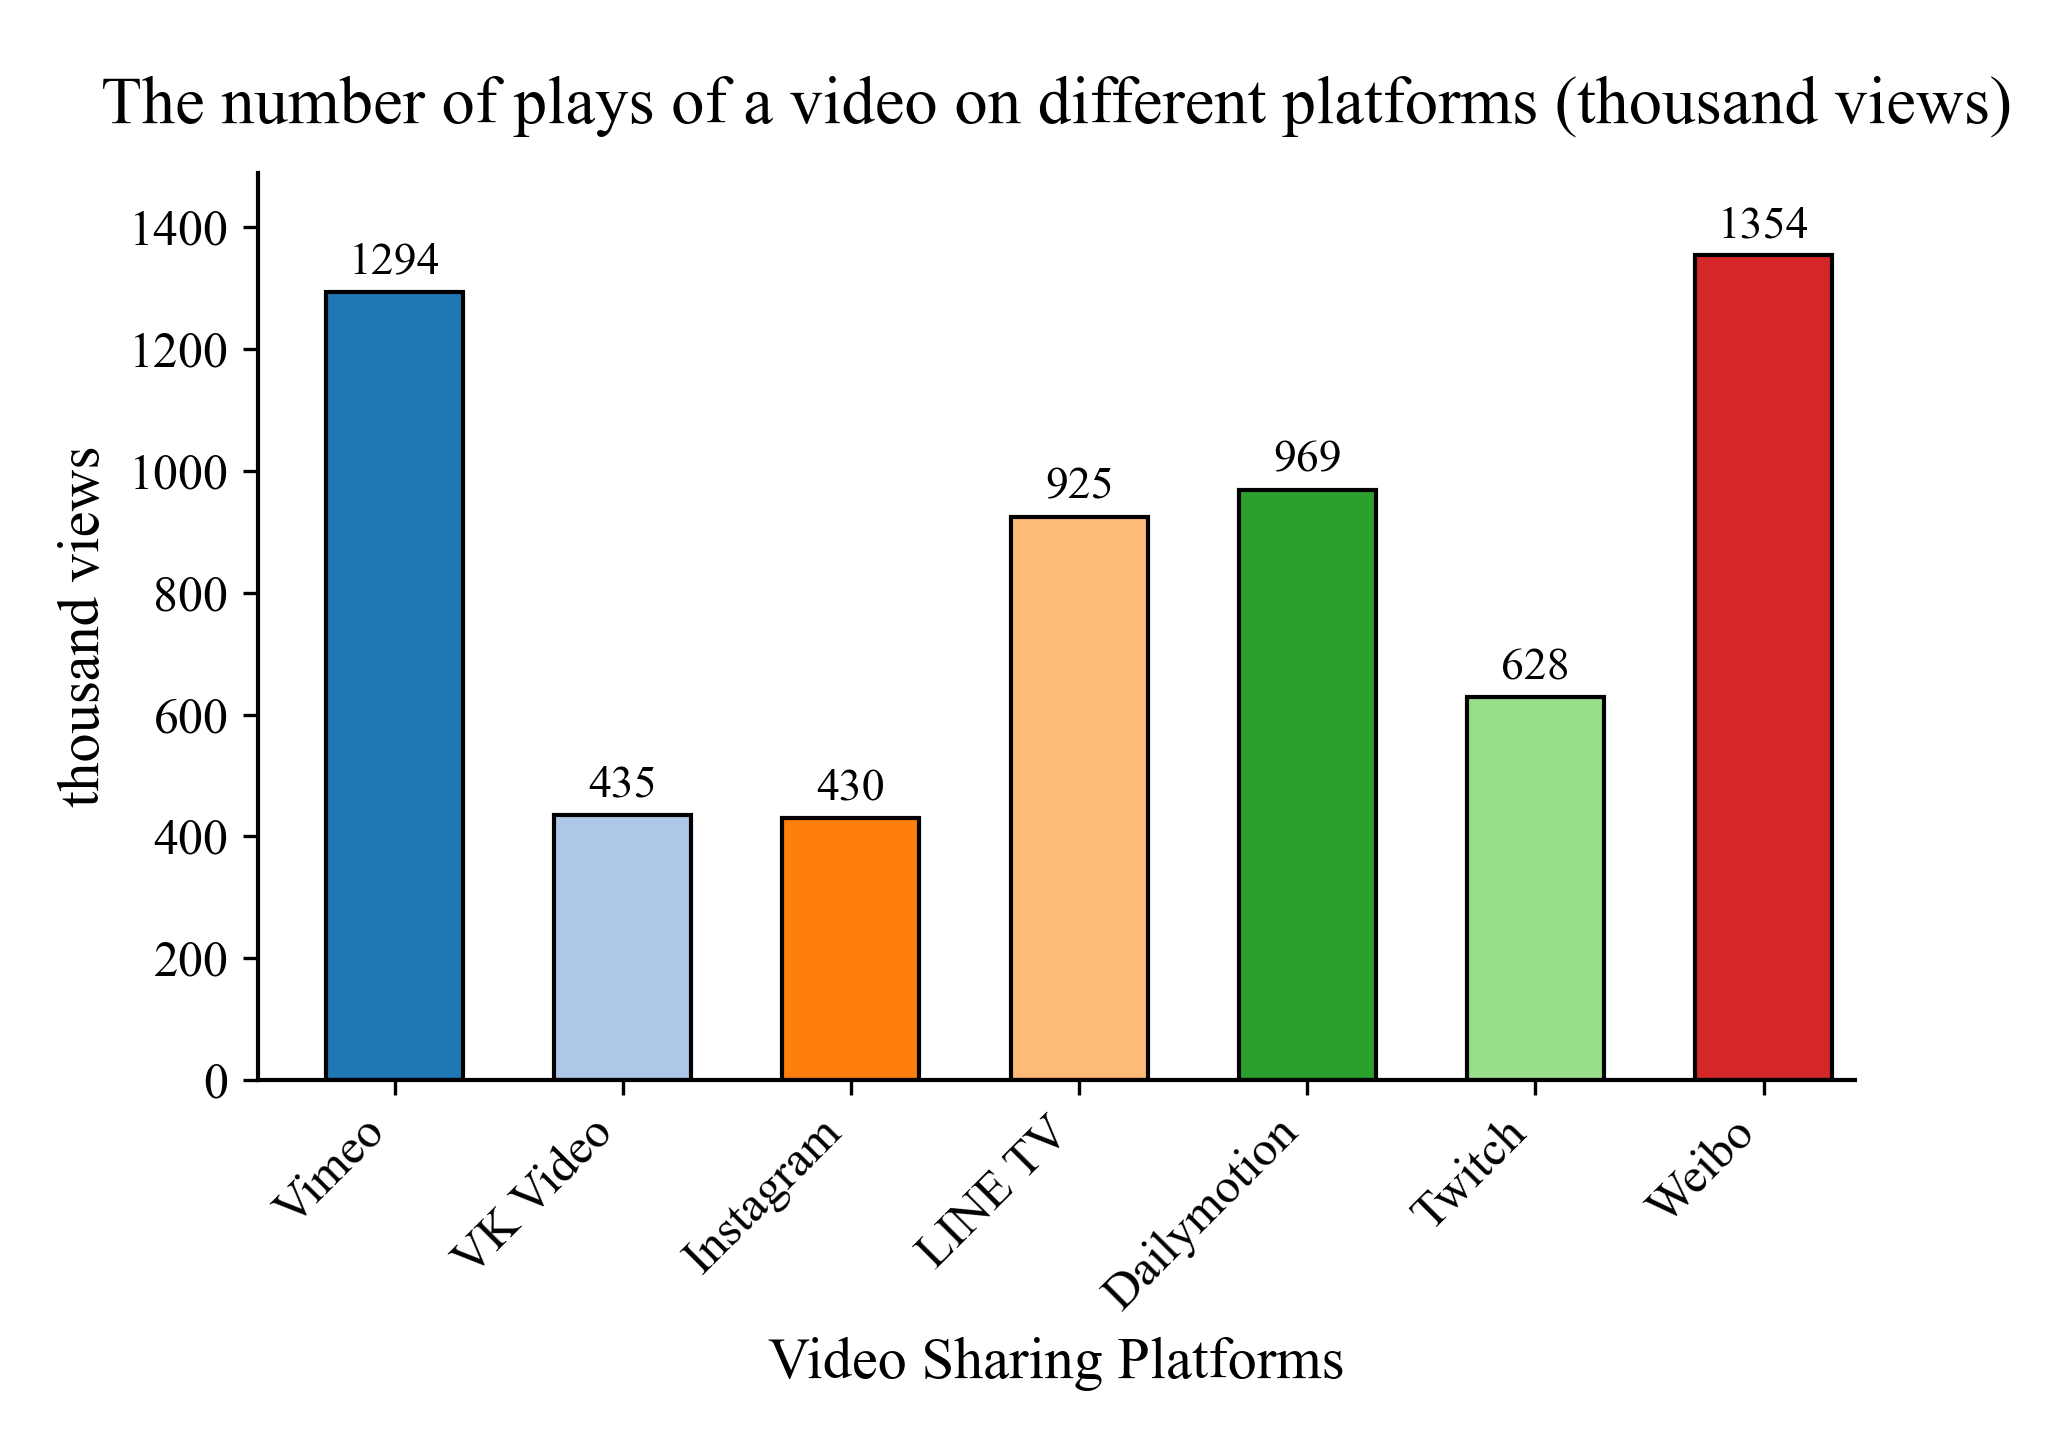 The number of plays of a video on different platforms (thousand views)
thousand views
1400
1200
1000
800
600
400
200
0
1294
435
430
925
969
628
1354
Vimeo
VK Video
Instagram
LINE TV
Dailymotion
Twitch
Weibo
Video Sharing Platforms